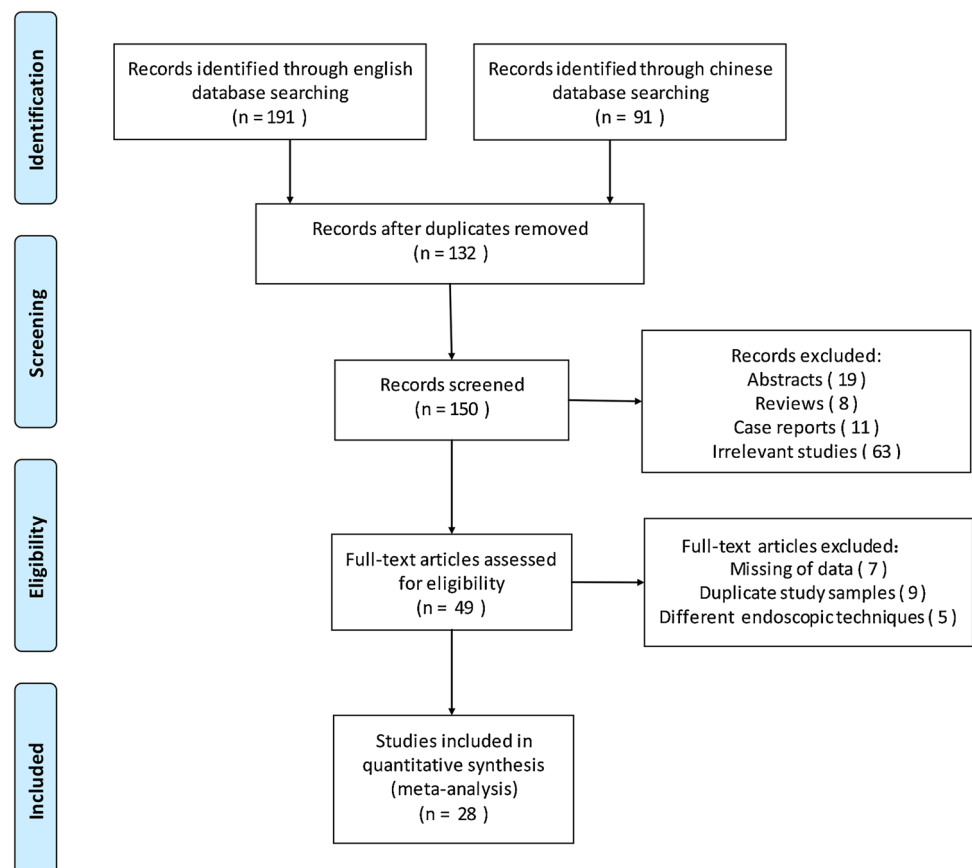 Identification
Records identified through english
database searching
(n = 191 )
Records identified through chinese
database searching
(n = 91 )
Records after duplicates removed
(n = 132 )
Screening
Records screened
(n = 150 )
Records excluded:
Abstracts ( 19 )
Reviews ( 8 )
Case reports ( 11 )
Irrelevant studies ( 63 )
Eligibility
Full-text articles assessed
for eligibility
(n = 49 )
Full-text articles excluded:
Missing of data ( 7 )
Duplicate study samples ( 9 )
Different endoscopic techniques ( 5 )
Included
Studies included in
quantitative synthesis
(meta-analysis)
(n = 28 )